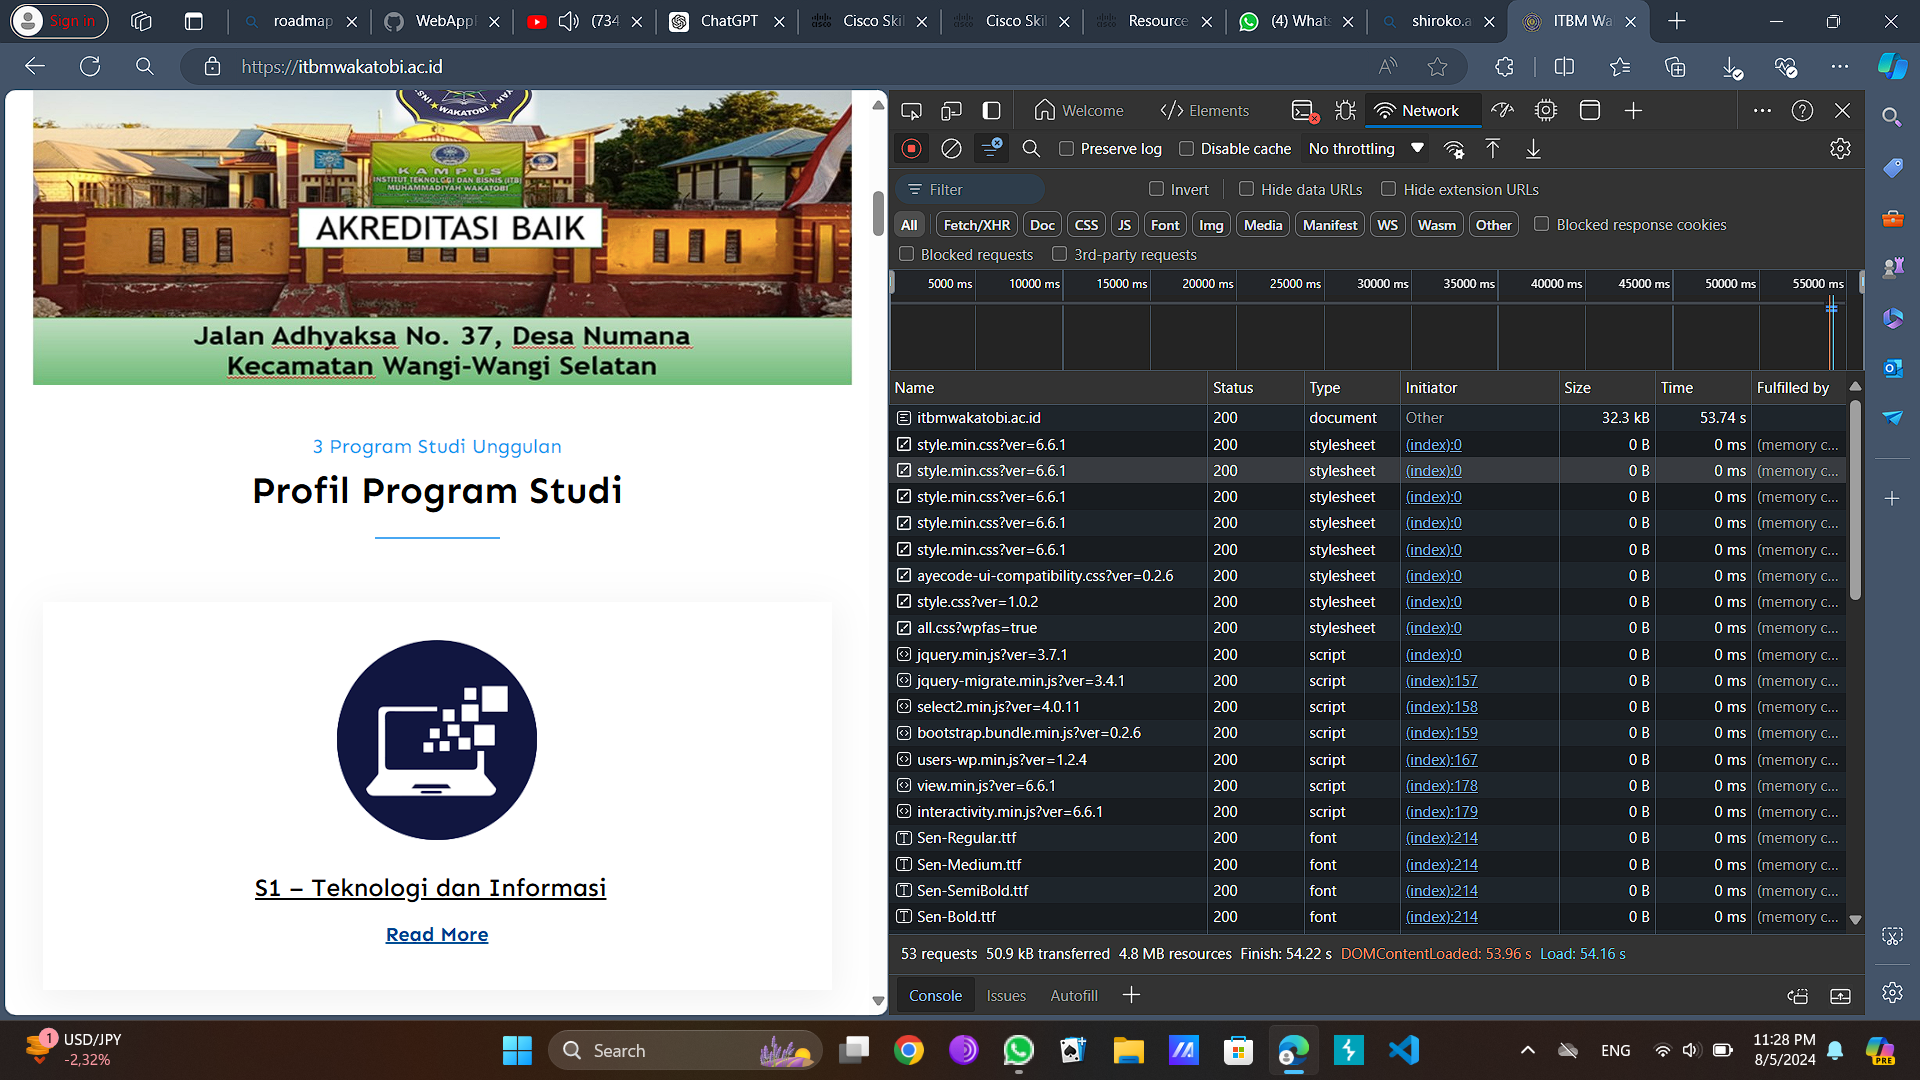 Sign in
roadmap
WebAppl
(734
ChatGPT
Cisco Skil
Cisco Skil
Resource
(4) Whats
shiroko.a
ITBM Wa
https://itbmwakatobi.ac.id
WAKATOBI
KAMPUS
INSTITUT TEKNOLOGI DAN BISNIS (ITB)
MUHAMMADIYAH WAKATOBI
AKREDITASI BAIK
Jalan Adhyaksa No. 37, Desa Numana
Kecamatan Wangi-Wangi Selatan
3 Program Studi Unggulan
Profil Program Studi
S1 – Teknologi dan Informasi
Read More
Welcome Elements Network
Preserve log Disable cache No throttling
Filter Invert Hide data URLs Hide extension URLs
All Fetch/XHR Doc CSS JS Font Img Media Manifest WS Wasm Other Blocked response cookies
Blocked requests 3rd-party requests
5000 ms 10000 ms 15000 ms 20000 ms 25000 ms 30000 ms 35000 ms 40000 ms 45000 ms 50000 ms 55000 ms
Name Status Type Initiator Size Time Fulfilled by
itbmwakatobi.ac.id 200 document Other 32.3 kB 53.74 s
style.min.css?ver=6.6.1 200 stylesheet (index):0 0 B 0 ms (memory c...
style.min.css?ver=6.6.1 200 stylesheet (index):0 0 B 0 ms (memory c...
style.min.css?ver=6.6.1 200 stylesheet (index):0 0 B 0 ms (memory c...
style.min.css?ver=6.6.1 200 stylesheet (index):0 0 B 0 ms (memory c...
style.min.css?ver=6.6.1 200 stylesheet (index):0 0 B 0 ms (memory c...
ayecode-ui-compatibility.css?ver=0.2.6 200 stylesheet (index):0 0 B 0 ms (memory c...
style.css?ver=1.0.2 200 stylesheet (index):0 0 B 0 ms (memory c...
all.css?wpfas=true 200 stylesheet (index):0 0 B 0 ms (memory c...
jquery.min.js?ver=3.7.1 200 script (index):0 0 B 0 ms (memory c...
jquery-migrate.min.js?ver=3.4.1 200 script (index):157 0 B 0 ms (memory c...
select2.min.js?ver=4.0.11 200 script (index):158 0 B 0 ms (memory c...
bootstrap.bundle.min.js?ver=0.2.6 200 script (index):159 0 B 0 ms (memory c...
users-wp.min.js?ver=1.2.4 200 script (index):167 0 B 0 ms (memory c...
view.min.js?ver=6.6.1 200 script (index):178 0 B 0 ms (memory c...
interactivity.min.js?ver=6.6.1 200 script (index):179 0 B 0 ms (memory c...
Sen-Regular.ttf 200 font (index):214 0 B 0 ms (memory c...
Sen-Medium.ttf 200 font (index):214 0 B 0 ms (memory c...
Sen-SemiBold.ttf 200 font (index):214 0 B 0 ms (memory c...
Sen-Bold.ttf 200 font (index):214 0 B 0 ms (memory c...
53 requests 50.9 kB transferred 4.8 MB resources Finish: 54.22 s DOMContentLoaded: 53.96 s Load: 54.16 s
Console Issues Autofill
1 USD/JPY
-2,32%
Search
ENG
11:28 PM
8/5/2024
PRE